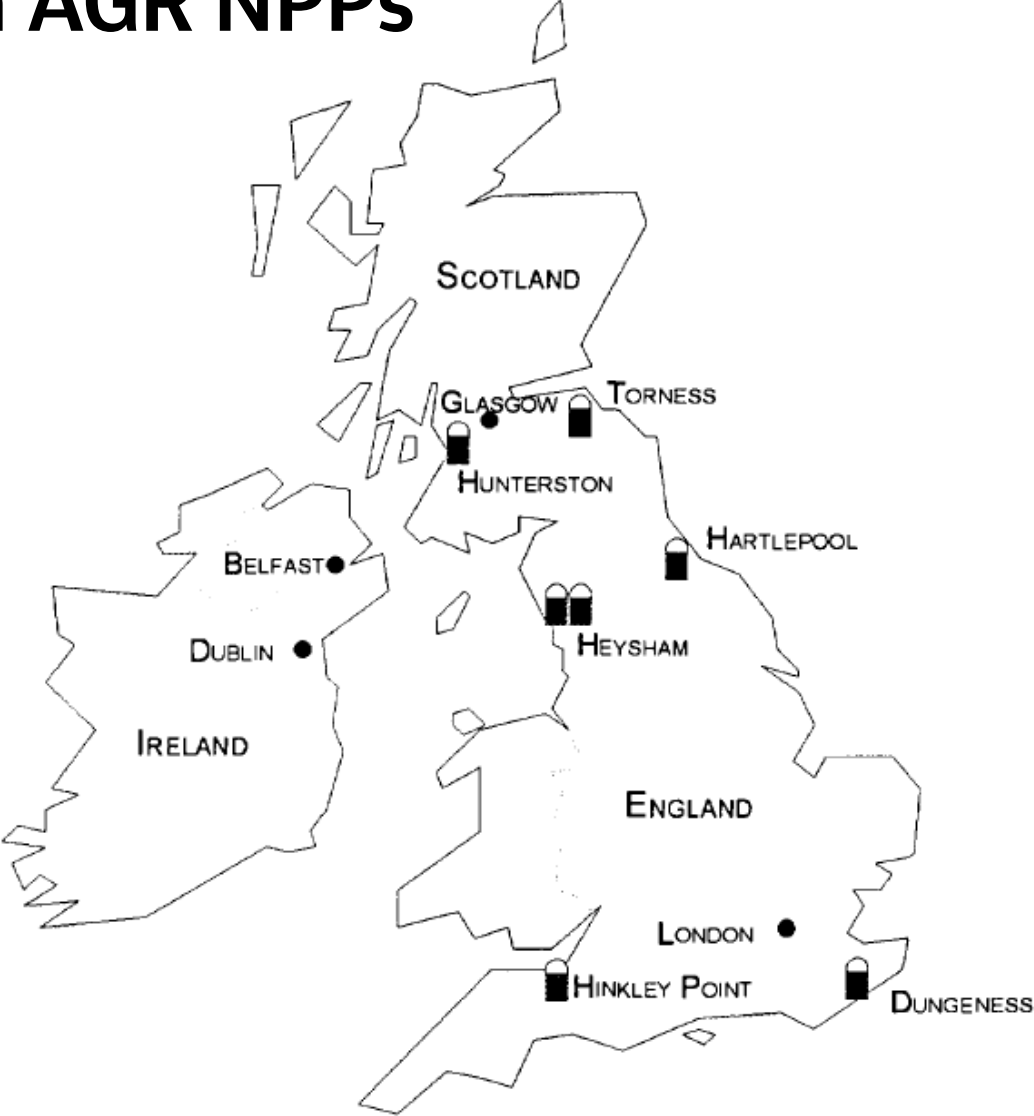 AGR NPPs
SCOTLAND
GLASGOW
TORNESS
HUNTERSTON
HARTLEPOOL
BELFAST
HEYSHAM
DUBLIN
IRELAND
ENGLAND
LONDON
HINKLEY POINT
DUNGENESS